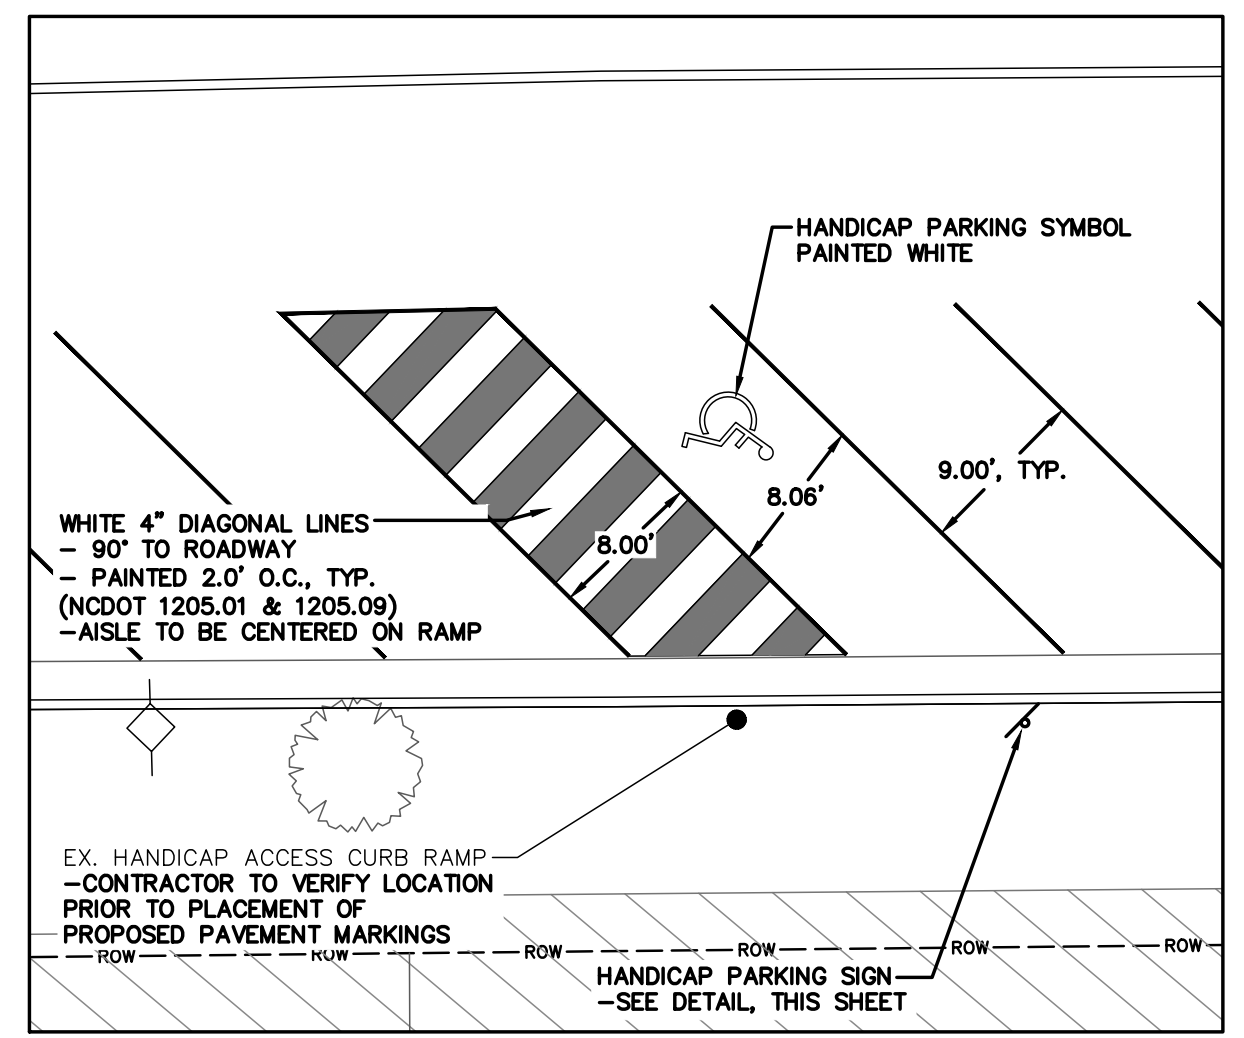 HANDICAP PARKING SYMBOL
PAINTED WHITE
9.00', TYP.
8.06'
8.00'
WHITE 4" DIAGONAL LINES
- 90° TO ROADWAY
- PAINTED 2.0' O.C., TYP.
(NCDOT 1205.01 & 1205.09)
-AISLE TO BE CENTERED ON RAMP
EX. HANDICAP ACCESS CURB RAMP
-CONTRACTOR TO VERIFY LOCATION
PRIOR TO PLACEMENT OF
PROPOSED PAVEMENT MARKINGS
ROW ROW ROW ROW ROW ROW
HANDICAP PARKING SIGN
-SEE DETAIL, THIS SHEET